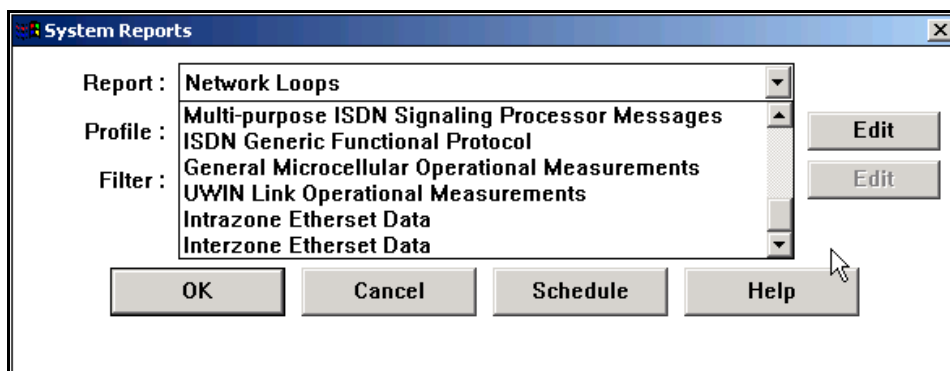 System Reports
Report : Network Loops
Multi-purpose ISDN Signaling Processor Messages
Profile :
ISDN Generic Functional Protocol
Edit
General Microcellular Operational Measurements
Filter :
UWIN Link Operational Measurements
Edit
Intrazone Etherset Data
Interzone Etherset Data
OK Cancel Schedule Help